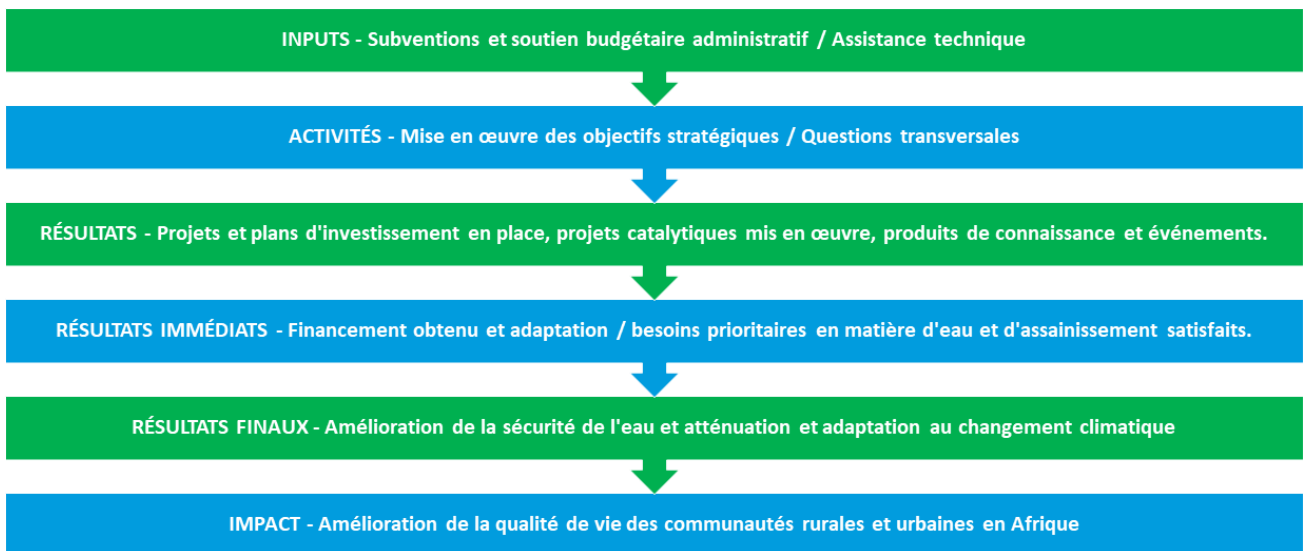 INPUTS - Subventions et soutien budgétaire administratif / Assistance technique
ACTIVITÉS - Mise en œuvre des objectifs stratégiques / Questions transversales
RÉSULTATS - Projets et plans d'investissement en place, projets catalytiques mis en œuvre, produits de connaissance et événements.
RÉSULTATS IMMÉDIATS - Financement obtenu et adaptation / besoins prioritaires en matière d'eau et d'assainissement satisfaits.
RÉSULTATS FINAUX - Amélioration de la sécurité de l'eau et atténuation et adaptation au changement climatique
IMPACT - Amélioration de la qualité de vie des communautés rurales et urbaines en Afrique